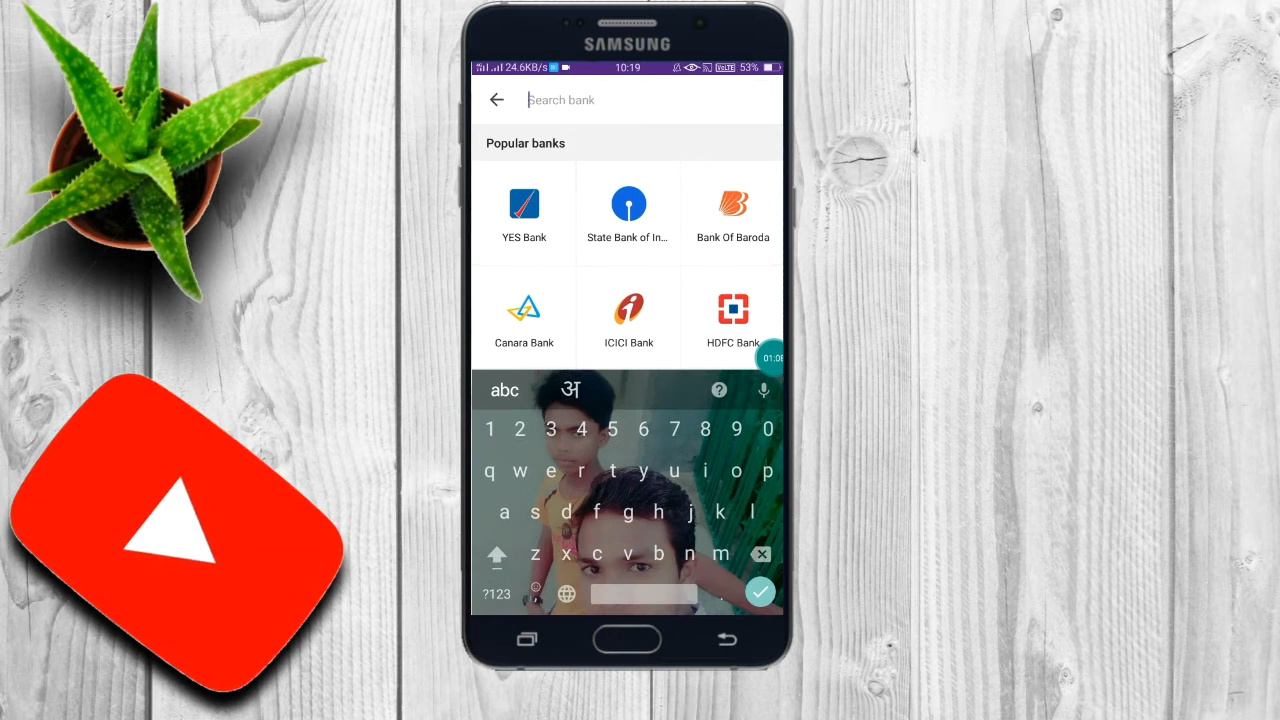 SAMSUNG
24.6KB/s 10:19 VoLTE 53%
Search bank
Popular banks
YES Bank State Bank of In... Bank Of Baroda
Canara Bank ICICI Bank HDFC Bank
abc अ ?
1 2 3 4 5 6 7 8 9 0
q w e r t y u i o p
a s d f g h j k l
z x c v b n m
?123 , .